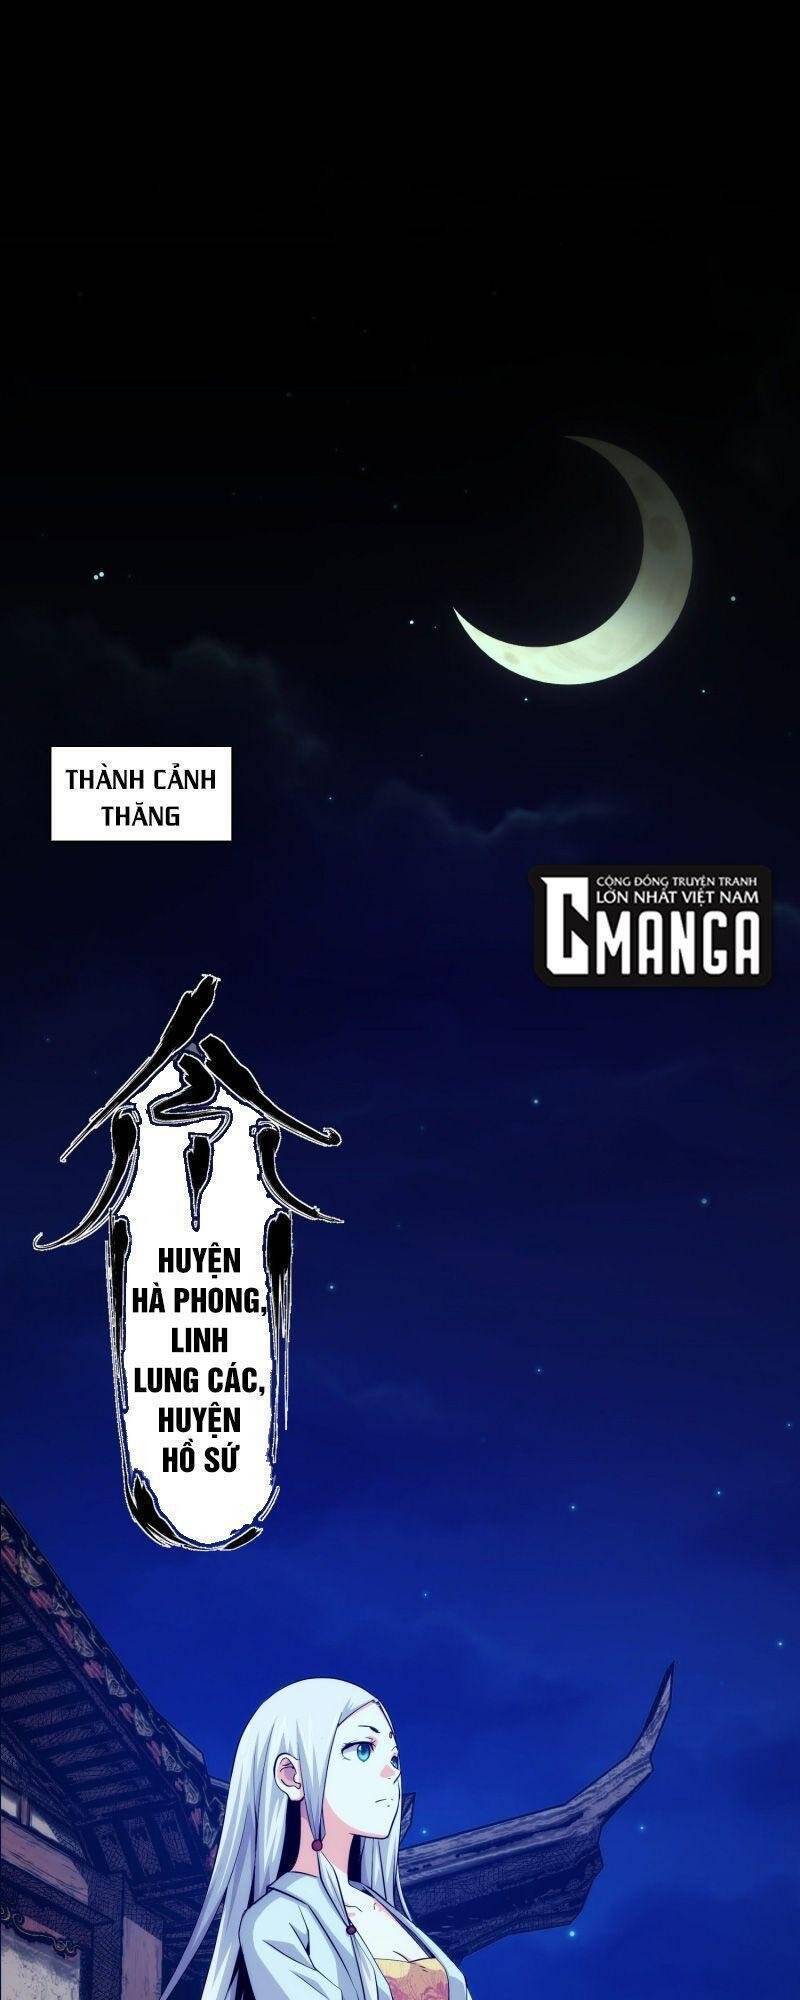 THÀNH CẢNH
THĂNG
CỘNG ĐỒNG TRUYỆN TRANH
LỚN NHẤT VIỆT NAM
CMANGA
HUYỆN
HÀ PHONG,
LINH
LUNG CÁC,
HUYỆN
HỒ SỨ